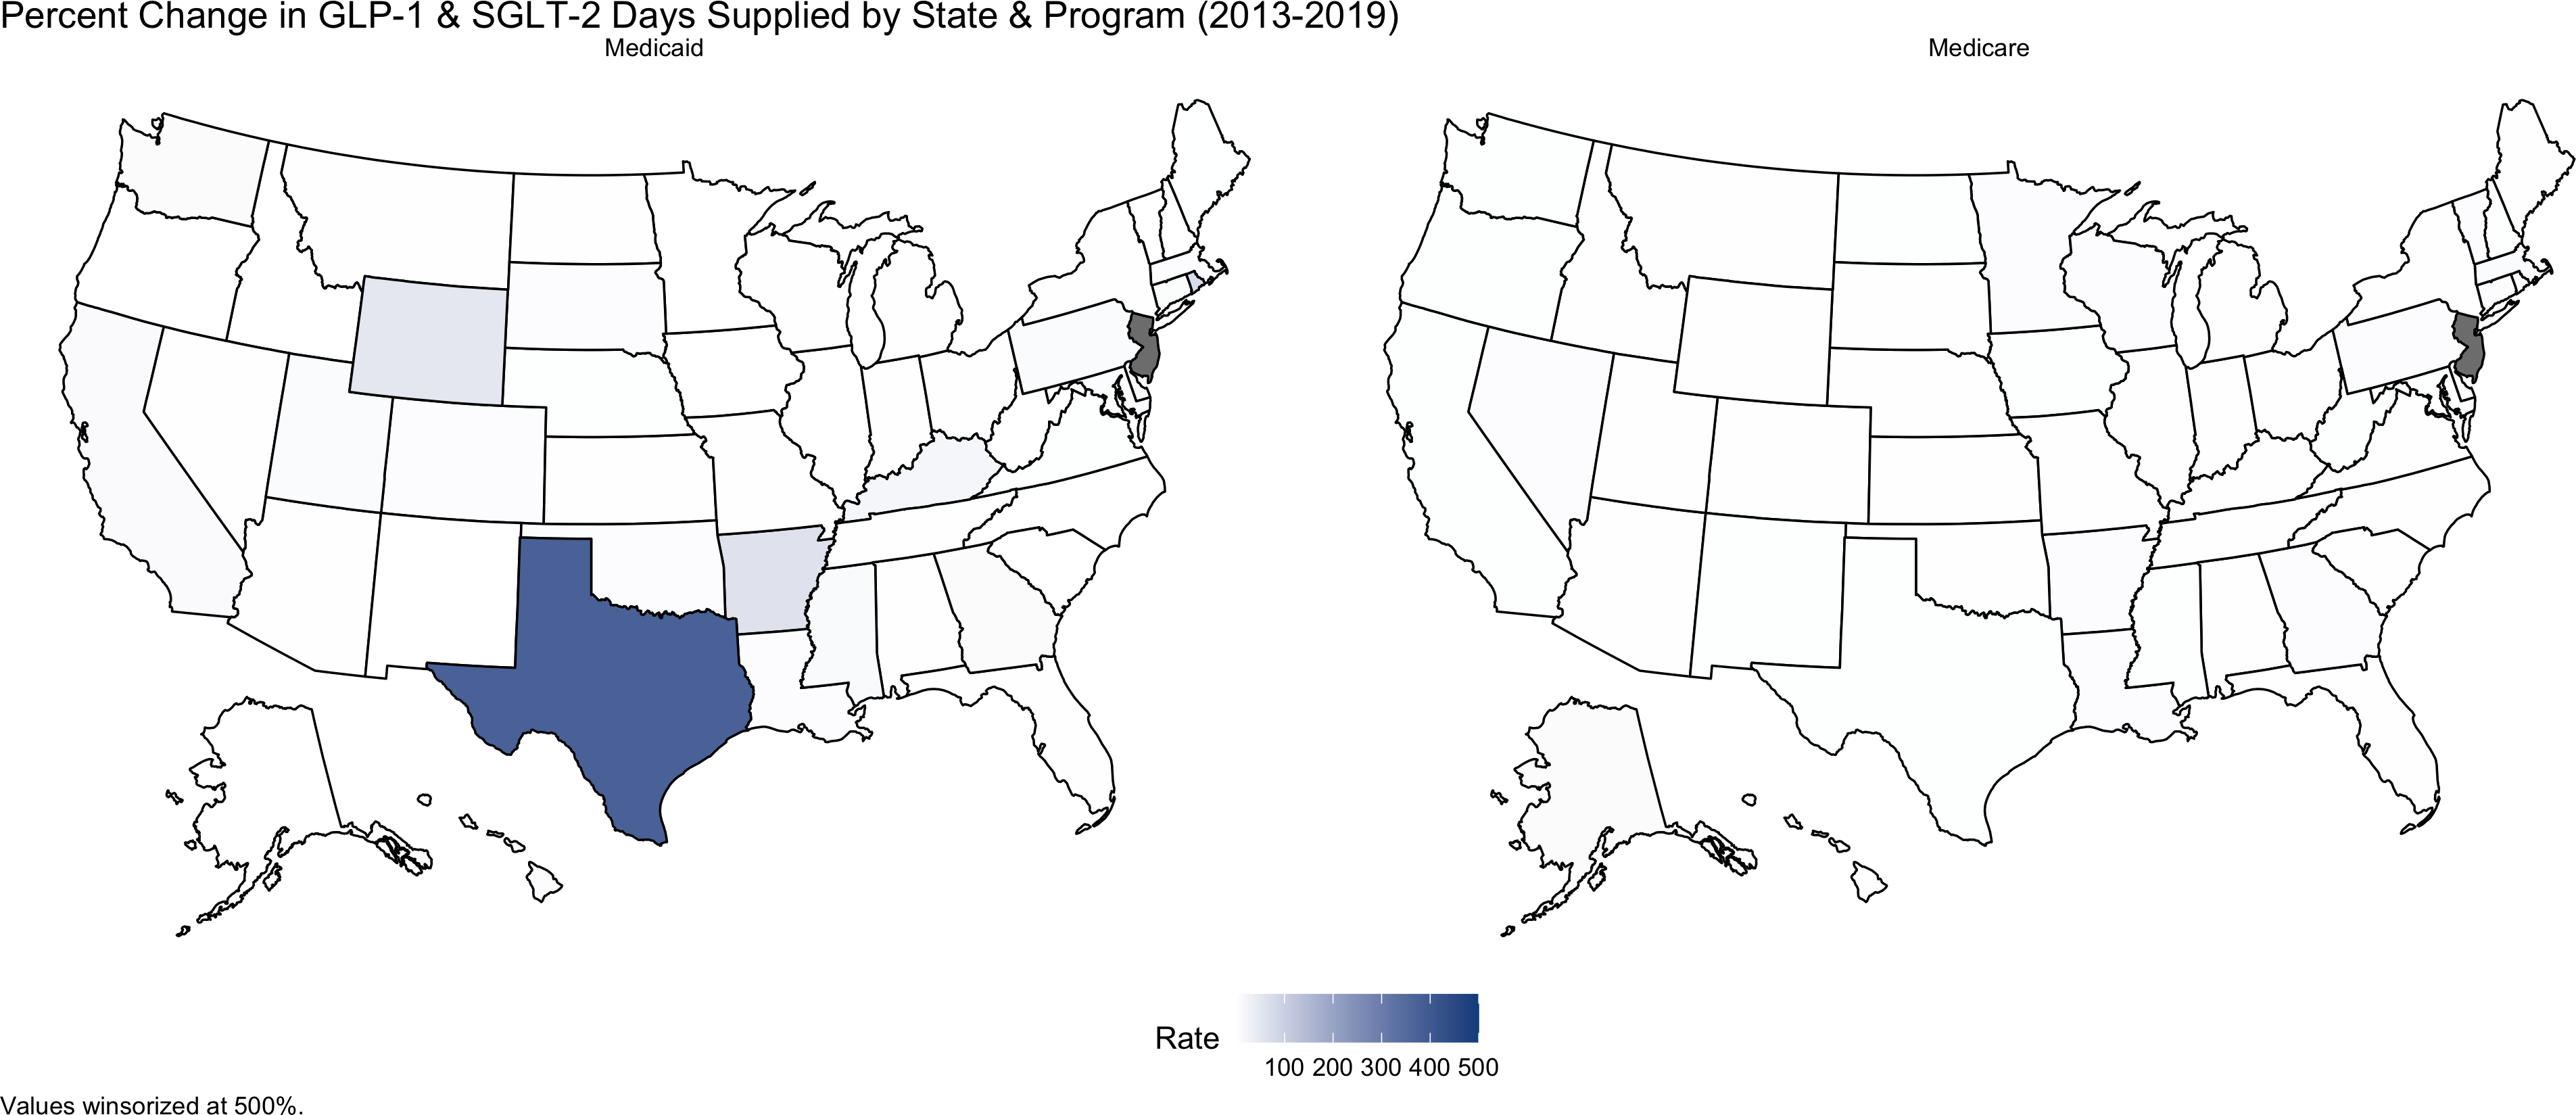 Percent Change in GLP-1 & SGLT-2 Days Supplied by State & Program (2013-2019)
Medicaid
Medicare
Rate
100 200 300 400 500
Values winsorized at 500%.